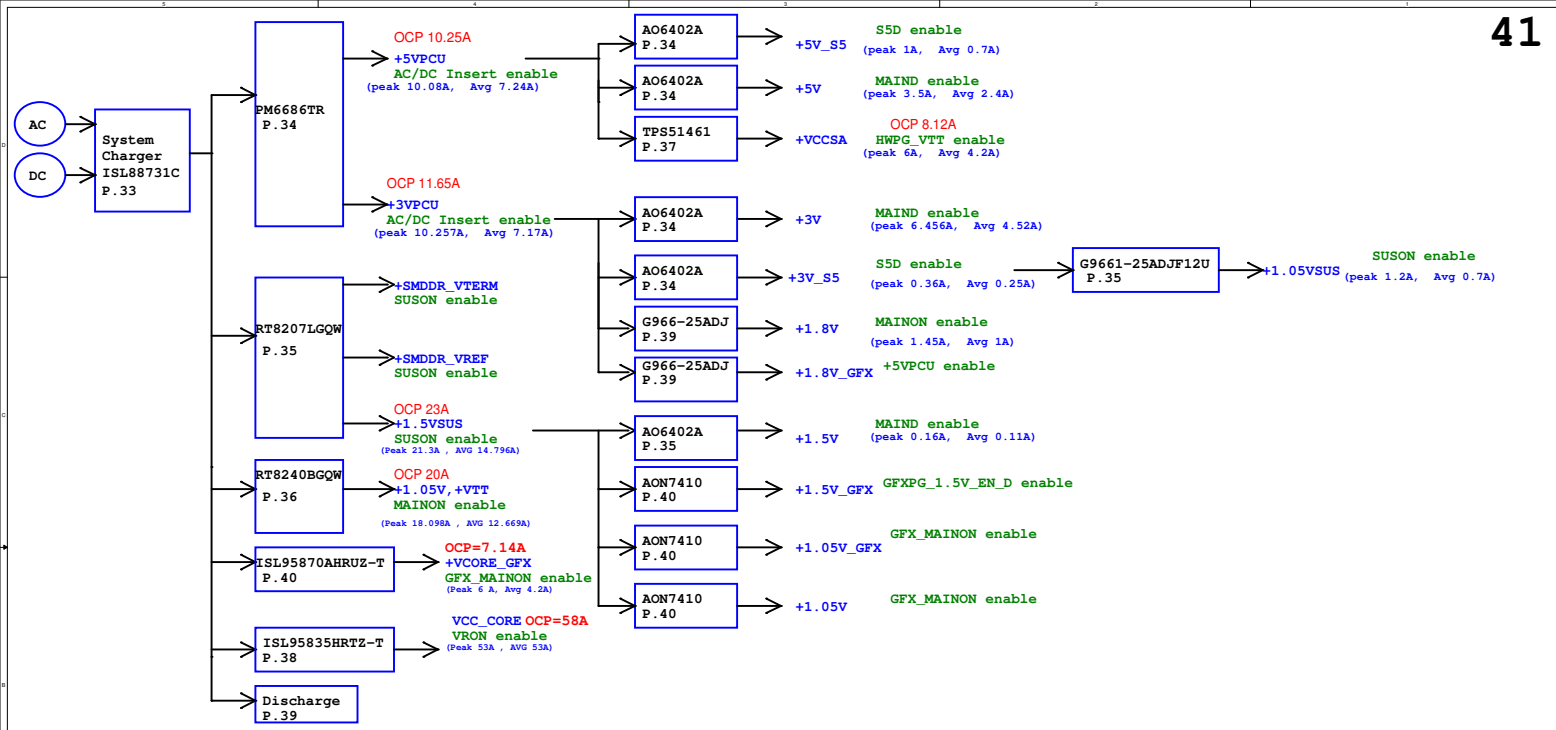 5
4
3
2
1
41
AC
DC
System
Charger
ISL88731C
P.33
PM6686TR
P.34
OCP 10.25A
+5VPCU
AC/DC Insert enable
(peak 10.08A, Avg 7.24A)
OCP 11.65A
+3VPCU
AC/DC Insert enable
(peak 10.257A, Avg 7.17A)
RT8207LGQW
P.35
+SMDDR_VTERM
SUSON enable
+SMDDR_VREF
SUSON enable
OCP 23A
+1.5VSUS
SUSON enable
(Peak 21.3A , AVG 14.796A)
RT8240BGQW
P.36
OCP 20A
+1.05V,+VTT
MAINON enable
(Peak 18.098A , AVG 12.669A)
ISL95870AHRUZ-T
P.40
OCP=7.14A
+VCORE_GFX
GFX_MAINON enable
(Peak 6 A, Avg 4.2A)
ISL95835HRTZ-T
P.38
VCC_CORE OCP=58A
VRON enable
(Peak 53A , AVG 53A)
Discharge
P.39
AO6402A
P.34
+5V_S5
S5D enable
(peak 1A, Avg 0.7A)
AO6402A
P.34
+5V
MAIND enable
(peak 3.5A, Avg 2.4A)
TPS51461
P.37
+VCCSA
OCP 8.12A
HWPG_VTT enable
(peak 6A, Avg 4.2A)
AO6402A
P.34
+3V
MAIND enable
(peak 6.456A, Avg 4.52A)
AO6402A
P.34
+3V_S5
S5D enable
(peak 0.36A, Avg 0.25A)
G9661-25ADJF12U
P.35
+1.05VSUS
SUSON enable
(peak 1.2A, Avg 0.7A)
G966-25ADJ
P.39
+1.8V
MAINON enable
(peak 1.45A, Avg 1A)
G966-25ADJ
P.39
+1.8V_GFX
+5VPCU enable
AO6402A
P.35
+1.5V
MAIND enable
(peak 0.16A, Avg 0.11A)
AON7410
P.40
+1.5V_GFX
GFXPG_1.5V_EN_D enable
AON7410
P.40
+1.05V_GFX
GFX_MAINON enable
AON7410
P.40
+1.05V
GFX_MAINON enable
D
C
B